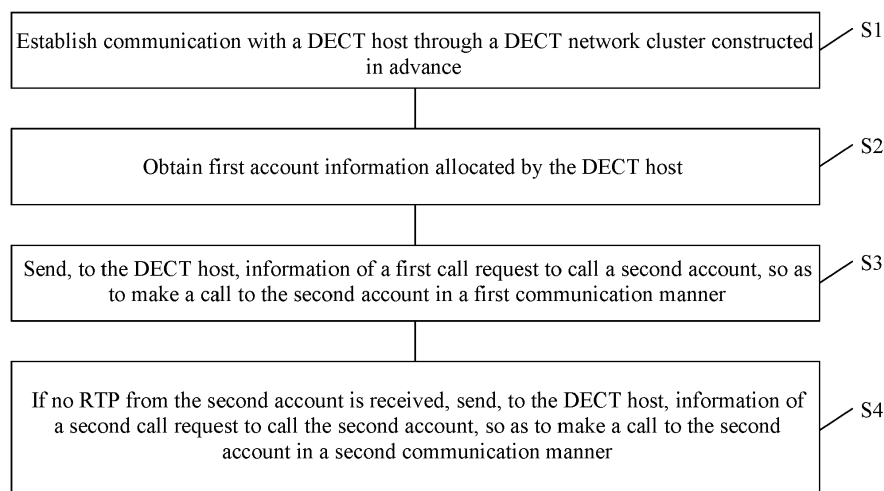 Establish communication with a DECT host through a DECT network cluster constructed
in advance
S1
Obtain first account information allocated by the DECT host
S2
Send, to the DECT host, information of a first call request to call a second account, so as
to make a call to the second account in a first communication manner
S3
If no RTP from the second account is received, send, to the DECT host, information of
a second call request to call the second account, so as to make a call to the second
account in a second communication manner
S4